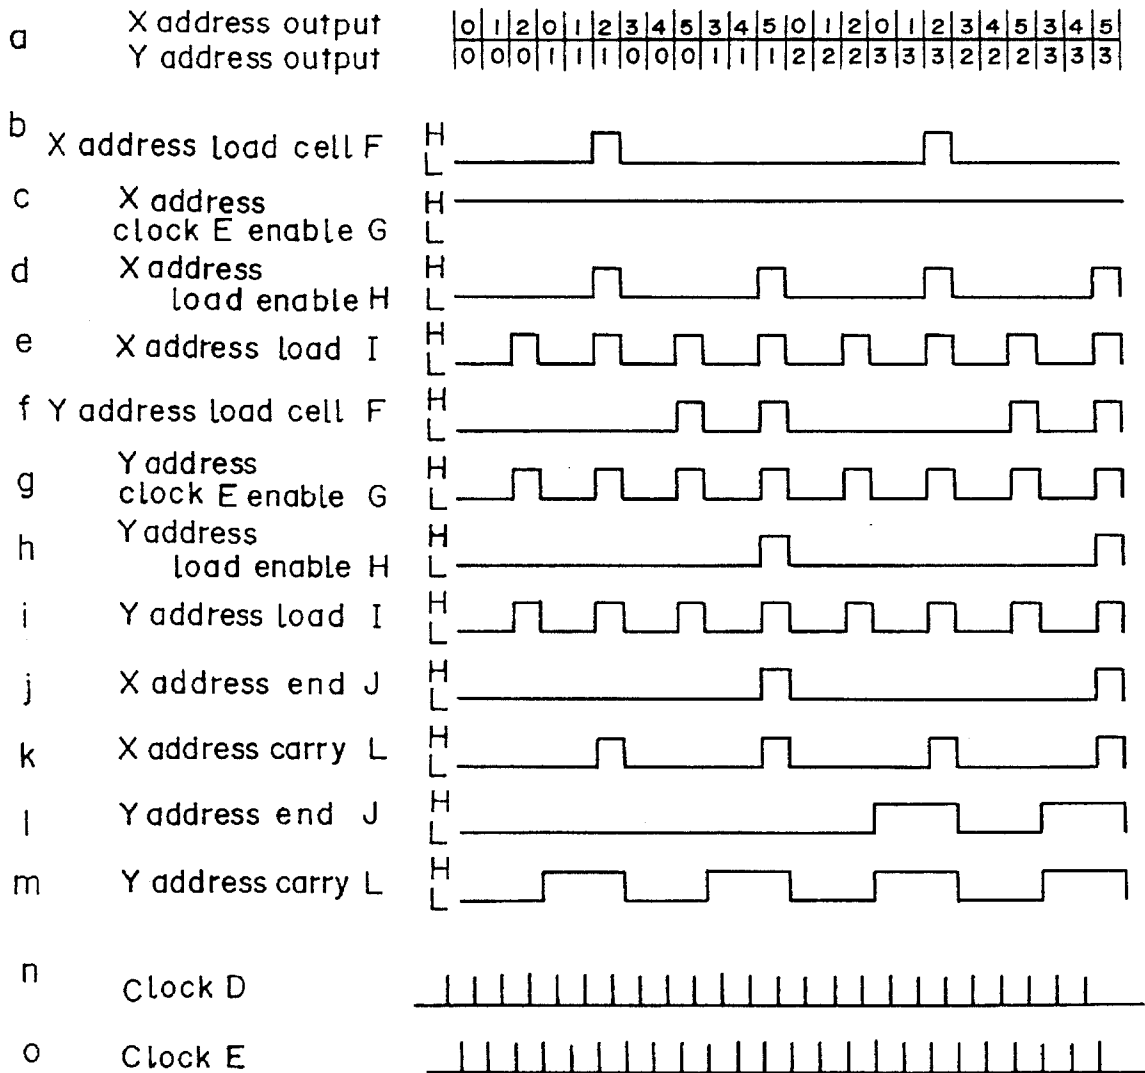 a X address output |0|1|2|0|1|2|3|4|5|3|4|5|0|1|2|0|1|2|3|4|5|3|4|5|
Y address output |0|0|0|1|1|1|0|0|0|1|1|1|2|2|2|3|3|3|2|2|2|3|3|3|
b X address load cell F H L
c X address
clock E enable G H L
d X address
load enable H H L
e X address load I H L
f Y address load cell F H L
g Y address
clock E enable G H L
h Y address
load enable H H L
i Y address load I H L
j X address end J H L
k X address carry L H L
l Y address end J H L
m Y address carry L H L
n Clock D
o Clock E